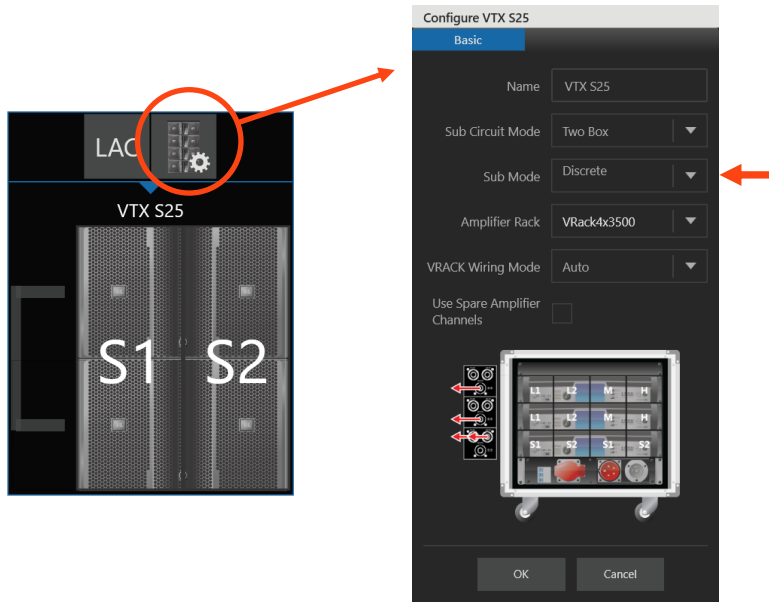 LAC
VTX S25
S1 S2
Configure VTX S25
Basic
Name VTX S25
Sub Circuit Mode Two Box
Sub Mode Discrete
Amplifier Rack VRack4x3500
VRACK Wiring Mode Auto
Use Spare Amplifier
Channels
L1 L2 M H
L1 L2 M H
S1 S2 S1 S2
OK Cancel